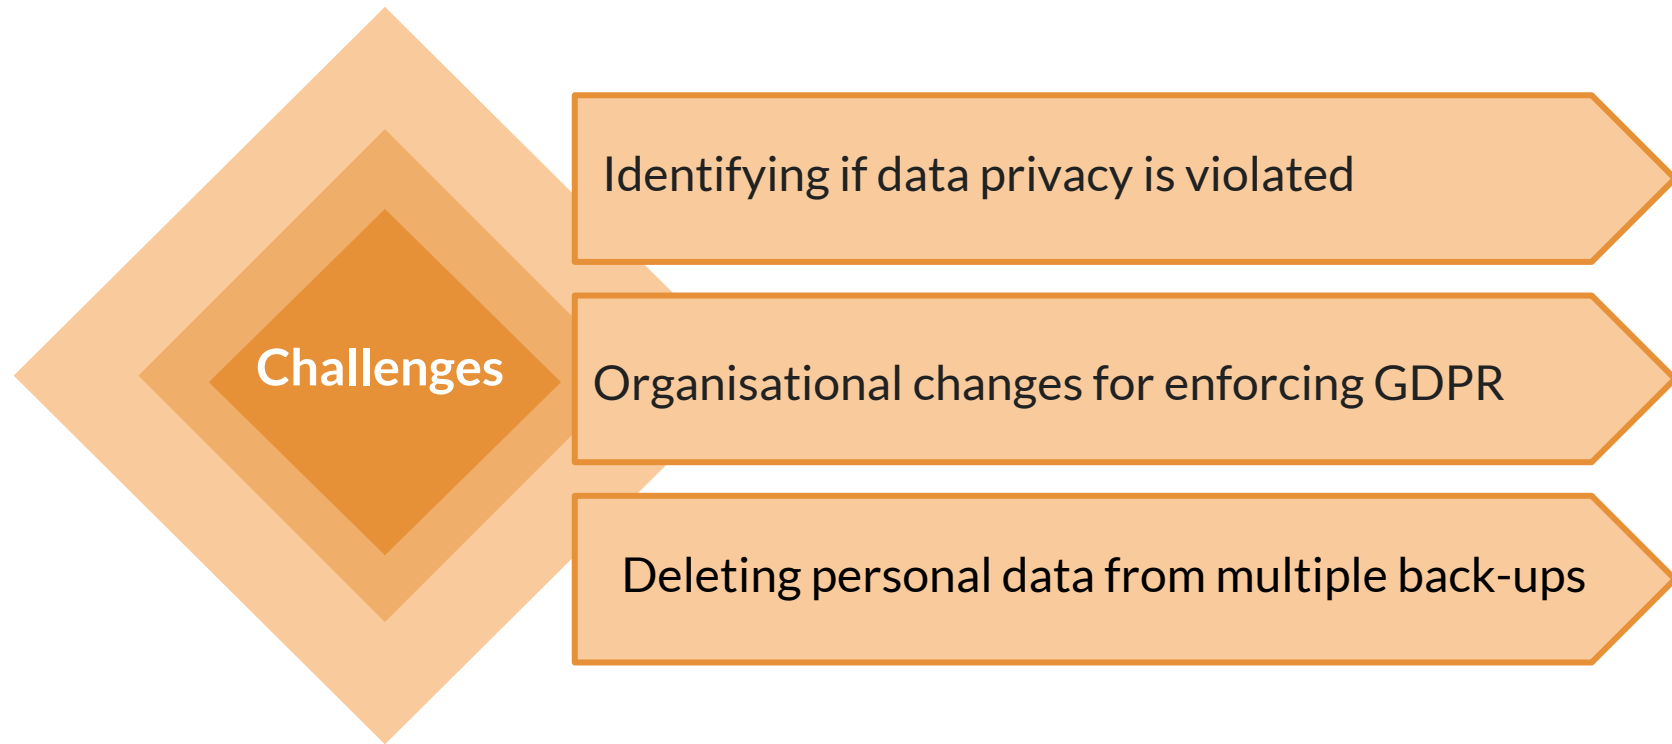 Identifying if data privacy is violated
Challenges
Organisational changes for enforcing GDPR
Deleting personal data from multiple back-ups